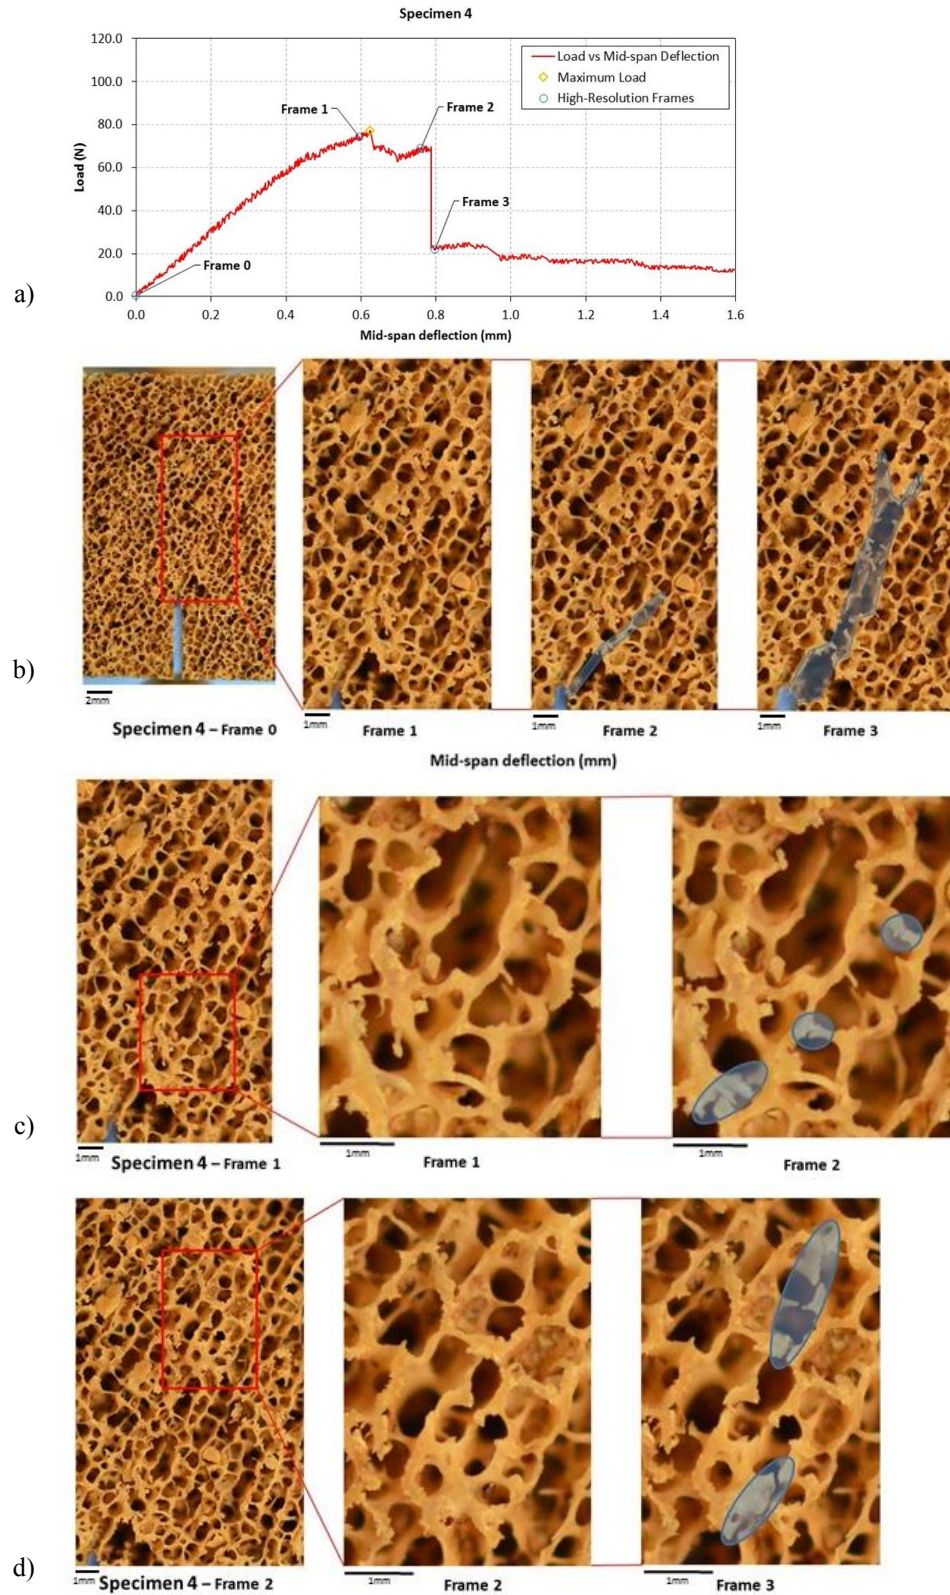 Specimen 4
120.0
100.0
80.0
60.0
40.0
20.0
0.0
Load (N)
Load vs Mid-span Deflection
Maximum Load
High-Resolution Frames
Frame 1
Frame 2
Frame 3
Frame 0
0.0 0.2 0.4 0.6 0.8 1.0 1.2 1.4 1.6
Mid-span deflection (mm)
a)
b)
2mm
1mm
1mm
1mm
Specimen 4 – Frame 0
Frame 1
Frame 2
Frame 3
Mid-span deflection (mm)
c)
1mm
1mm
1mm
Specimen 4 – Frame 1
Frame 1
Frame 2
d)
1mm
1mm
1mm
Specimen 4 – Frame 2
Frame 2
Frame 3